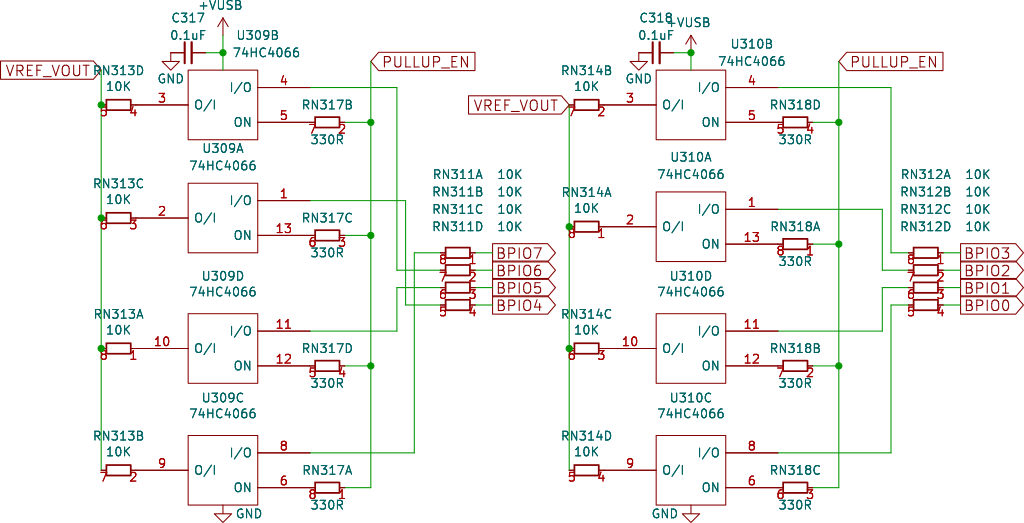 C317
0.1uF
+VUSB
U309B
74HC4066
GND
VREF_VOUT
PULLUP_EN
RN313D
10K
5
4
3
O/I
I/O
4
ON
5
RN317B
7
2
330R
U309A
74HC4066
RN313C
10K
6
3
2
O/I
I/O
1
ON
13
RN317C
6
3
330R
U309D
74HC4066
RN313A
10K
8
1
10
O/I
I/O
11
ON
12
RN317D
5
4
330R
U309C
74HC4066
RN313B
10K
7
2
9
O/I
I/O
8
ON
6
RN317A
8
1
330R
GND
RN311A 10K
RN311B 10K
RN311C 10K
RN311D 10K
8
1
BPIO7
7
2
BPIO6
6
3
BPIO5
5
4
BPIO4
C318
0.1uF
+VUSB
U310B
74HC4066
GND
VREF_VOUT
PULLUP_EN
RN314B
10K
7
2
3
O/I
I/O
4
ON
5
RN318D
5
4
330R
U310A
74HC4066
RN314A
10K
8
1
2
O/I
I/O
1
ON
13
RN318A
8
1
330R
U310D
74HC4066
RN314C
10K
6
3
10
O/I
I/O
11
ON
12
RN318B
7
2
330R
U310C
74HC4066
RN314D
10K
5
4
9
O/I
I/O
8
ON
6
RN318C
6
3
330R
GND
RN312A 10K
RN312B 10K
RN312C 10K
RN312D 10K
8
1
BPIO3
7
2
BPIO2
6
3
BPIO1
5
4
BPIO0